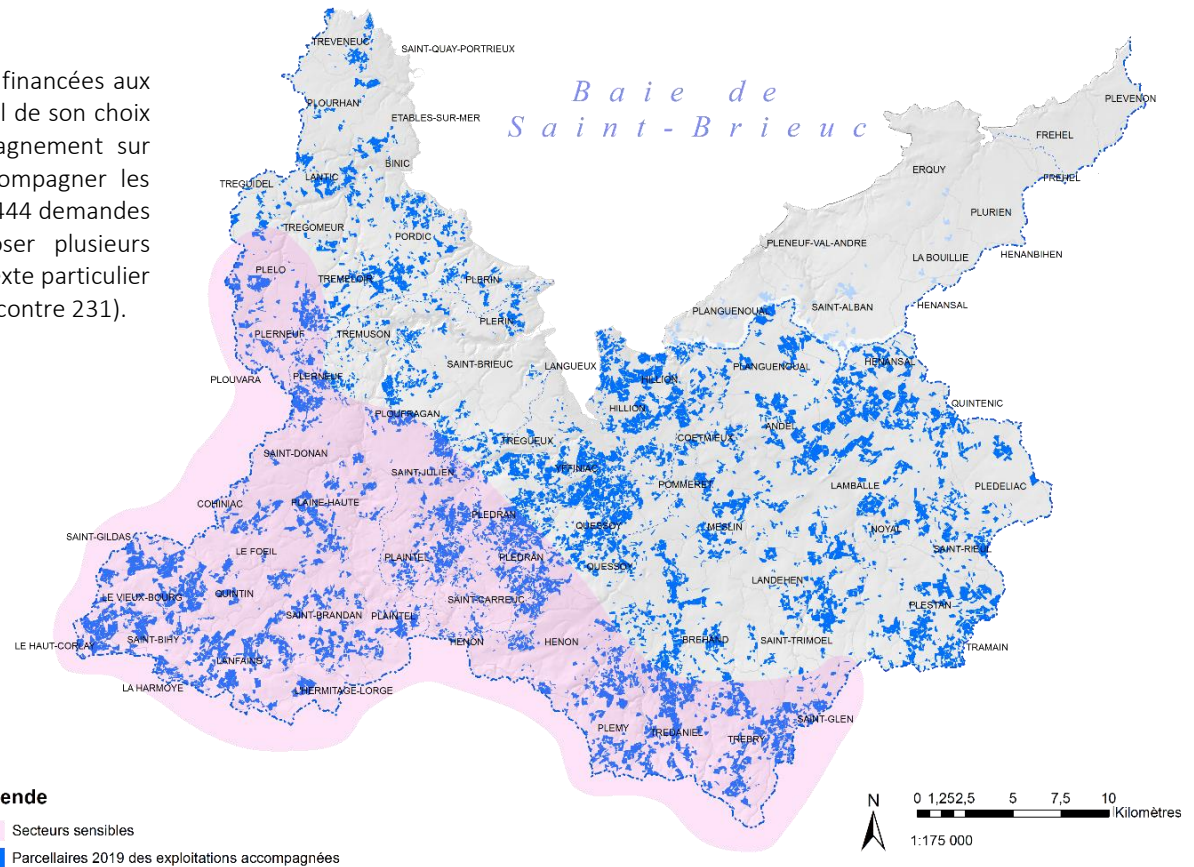 financées aux
l de son choix
agnement sur
compagner les
444 demandes
oser plusieurs
exte particulier
contre 231).
Baie de
Saint-Brieuc
TREVENEUC
SAINT-QUAY-PORTRIEUX
PLOURHAN
ETABLES-SUR-MER
BINIC
LANTIC
TREGUIDEL
TREGOMEUR
PORDIC
PLELO
TREMELOIR
PLERIN
PLERIN
PLERNEUF
TREMUSON
SAINT-BRIEUC
LANGUEUX
PLOUVARA
PLERNEUF
PLOUFRAGAN
PLEVENON
FREHEL
FREHEL
ERQUY
PLURIEN
PLENEUF-VAL-ANDRE
LA BOUILLIE
HENANBIHEN
PLANGUENOUAL
SAINT-ALBAN
HENANSAL
HILLION
PLANGUENOUAL
HENANSAL
HILLION
QUINTENIC
COETMIEUX
ANDEL
TREGUEUX
YFFINIAC
SAINT-DONAN
SAINT-JULIEN
POMMERET
LAMBALLE
PLEDELIAC
COHINIAC
PLAINE-HAUTE
PLEDRAN
QUESSOY
MESLIN
NOYAL
SAINT-GILDAS
LE FOEIL
PLAINTEL
PLEDRAN
QUESSOY
SAINT-RIEUL
LANDEHEN
LE VIEUX-BOURG
QUINTIN
SAINT-CARREUC
PLESTAN
SAINT-BRANDAN
PLAINTEL
LE HAUT-CORLAY
SAINT-BIHY
HENON
HENON
BREHAND
SAINT-TRIMOEL
TRAMAIN
LANFAINS
LA HARMOYE
L'HERMITAGE-LORGE
PLEMY
TREDANIEL
TREBRY
SAINT-GLEN
ende
Secteurs sensibles
Parcellaires 2019 des exploitations accompagnées
N
0 1,252,5 5 7,5 10
Kilomètres
1:175 000